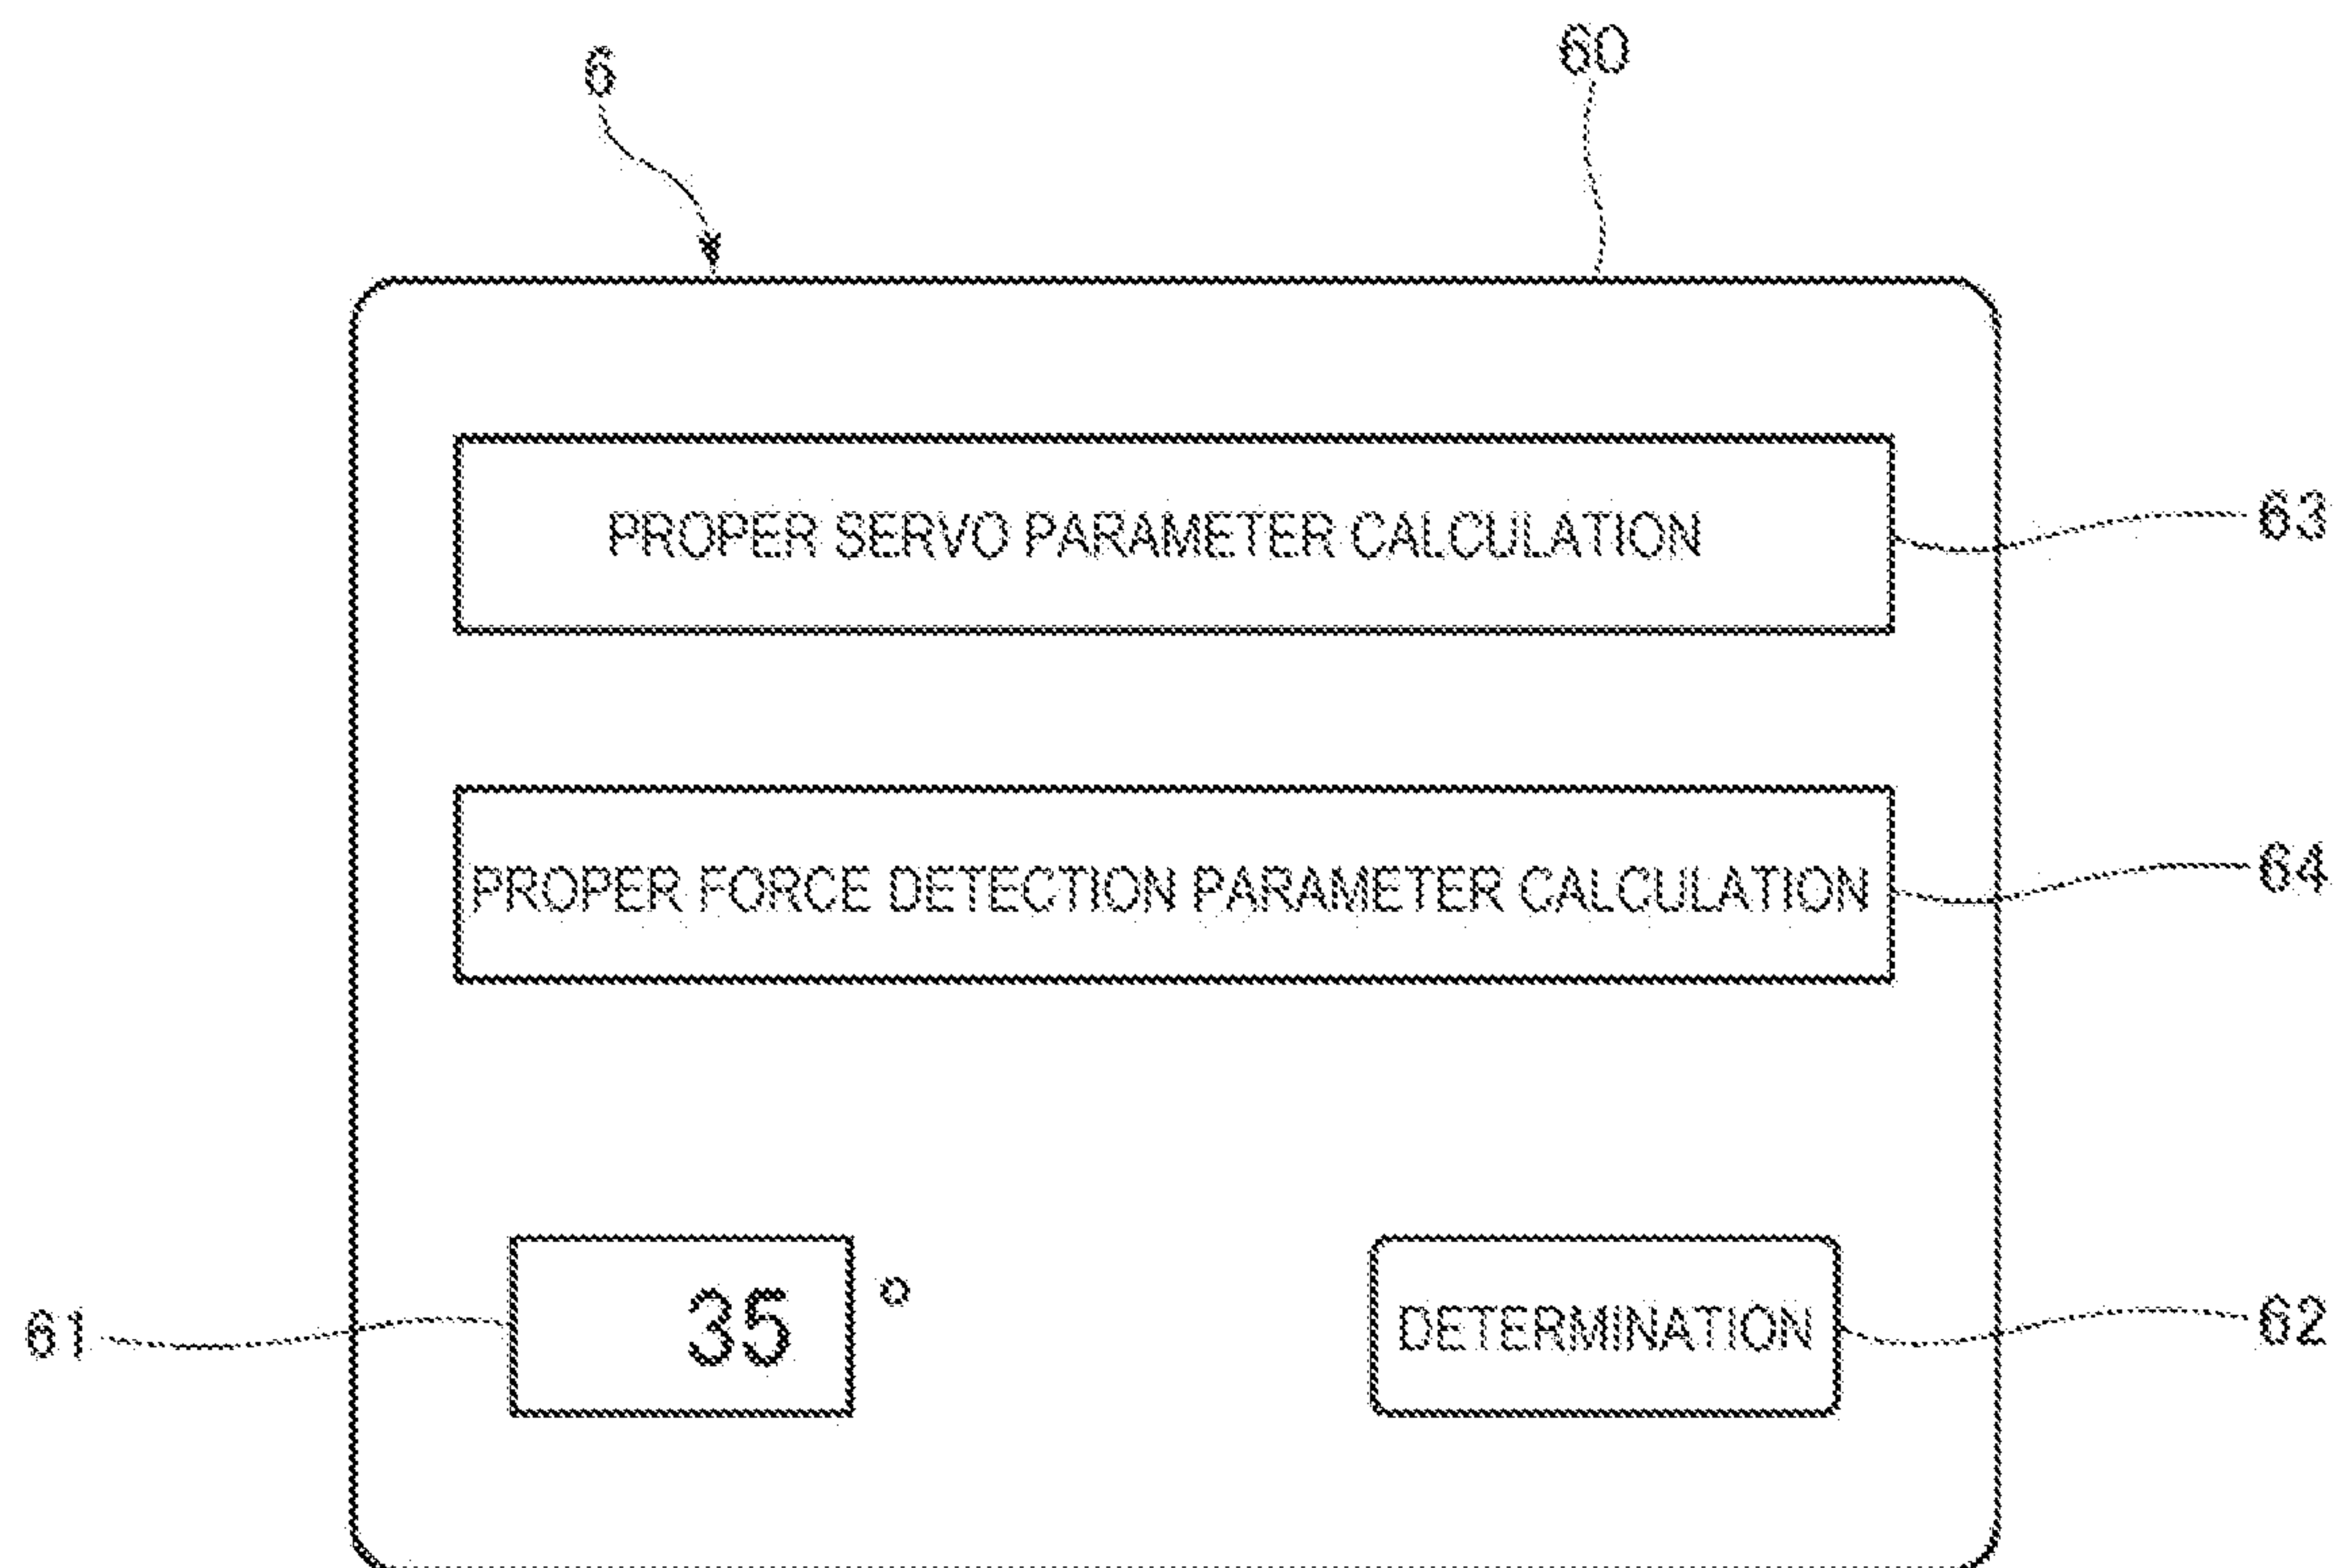 6
60
PROPER SERVO PARAMETER CALCULATION
63
PROPER FORCE DETECTION PARAMETER CALCULATION
64
61
35 °
DETERMINATION
62